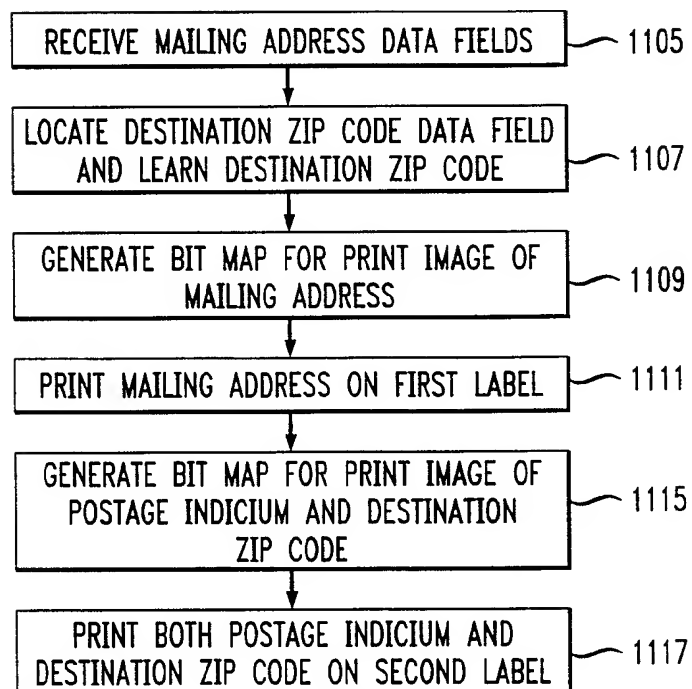 RECEIVE MAILING ADDRESS DATA FIELDS 1105
LOCATE DESTINATION ZIP CODE DATA FIELD
AND LEARN DESTINATION ZIP CODE 1107
GENERATE BIT MAP FOR PRINT IMAGE OF
MAILING ADDRESS 1109
PRINT MAILING ADDRESS ON FIRST LABEL 1111
GENERATE BIT MAP FOR PRINT IMAGE OF
POSTAGE INDICIUM AND DESTINATION 1115
ZIP CODE
PRINT BOTH POSTAGE INDICIUM AND 1117
DESTINATION ZIP CODE ON SECOND LABEL